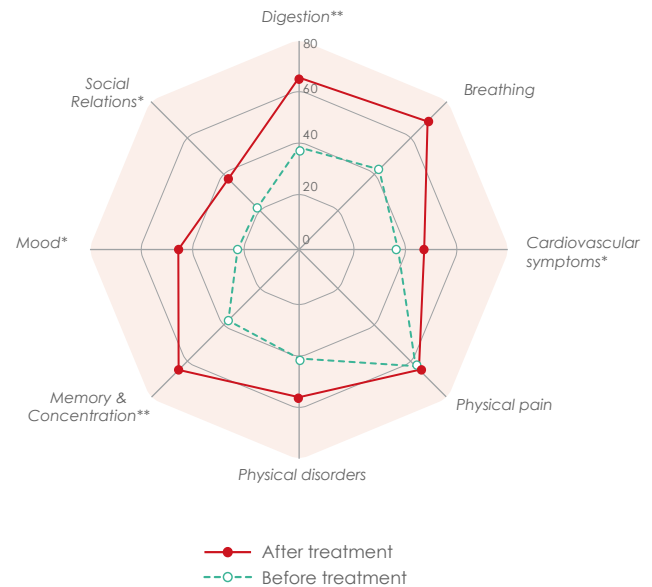 Digestion**
80
Social
Relations*
Breathing
60
40
20
Mood*
0
Cardiovascular
symptoms*
Memory &
Concentration**
Physical pain
Physical disorders
After treatment
Before treatment